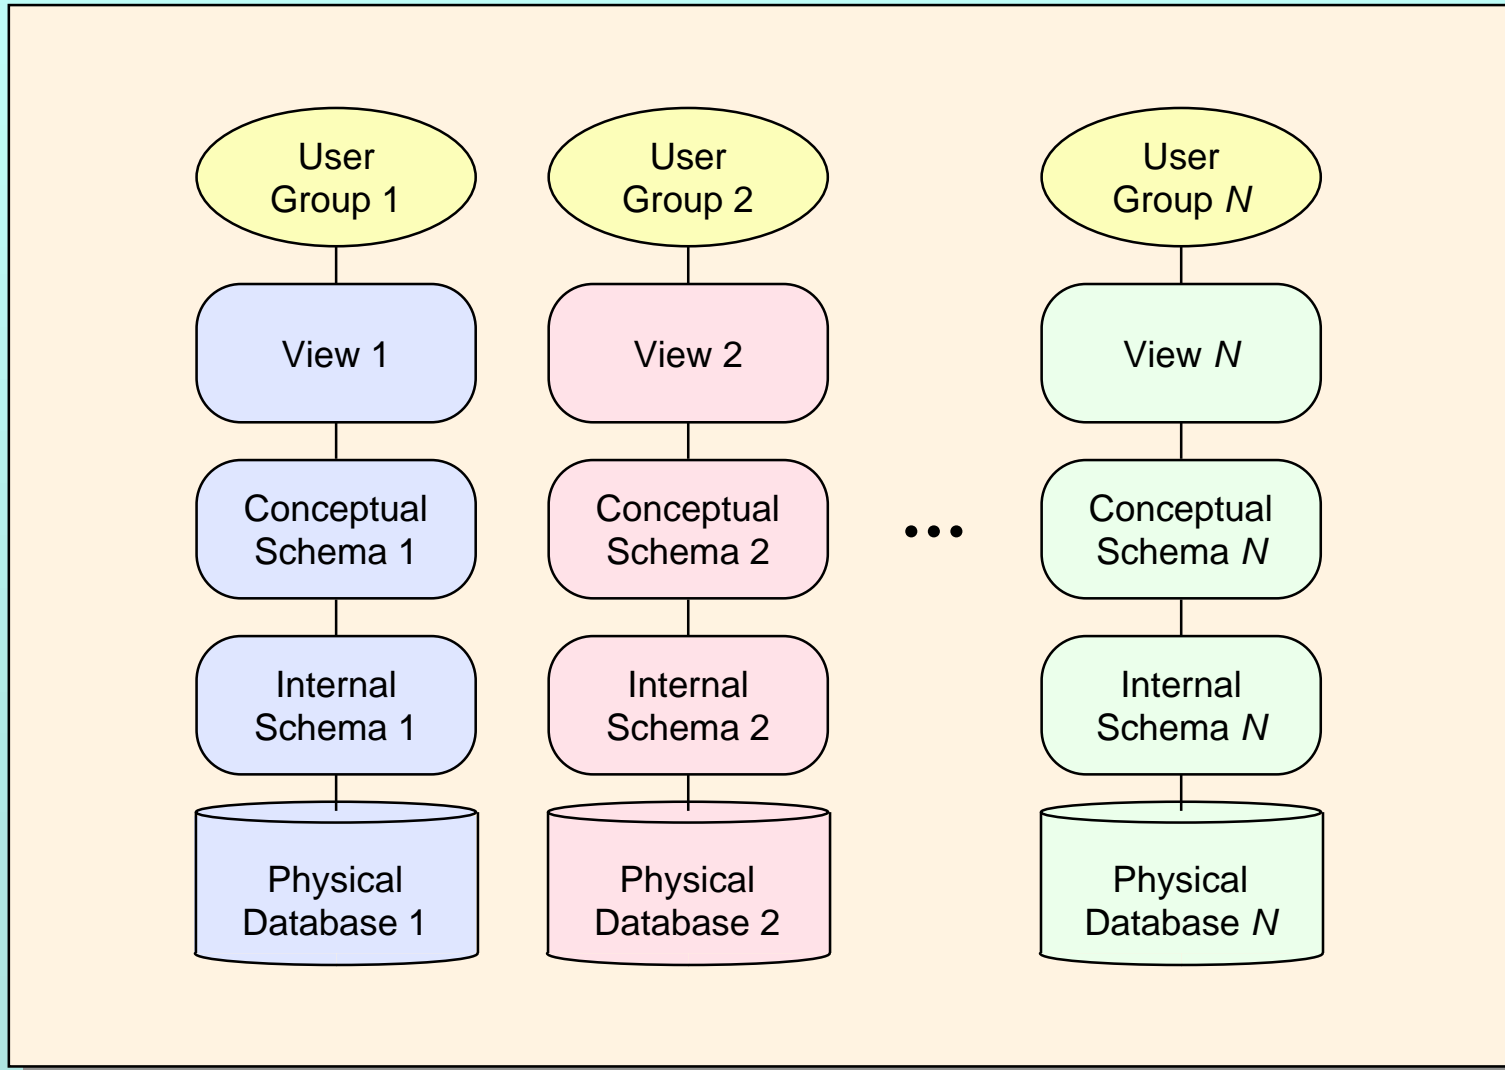 User
Group 1
User
Group 2
User
Group N
View 1
View 2
View N
Conceptual
Schema 1
Conceptual
Schema 2
•••
Conceptual
Schema N
Internal
Schema 1
Internal
Schema 2
Internal
Schema N
Physical
Database 1
Physical
Database 2
Physical
Database N